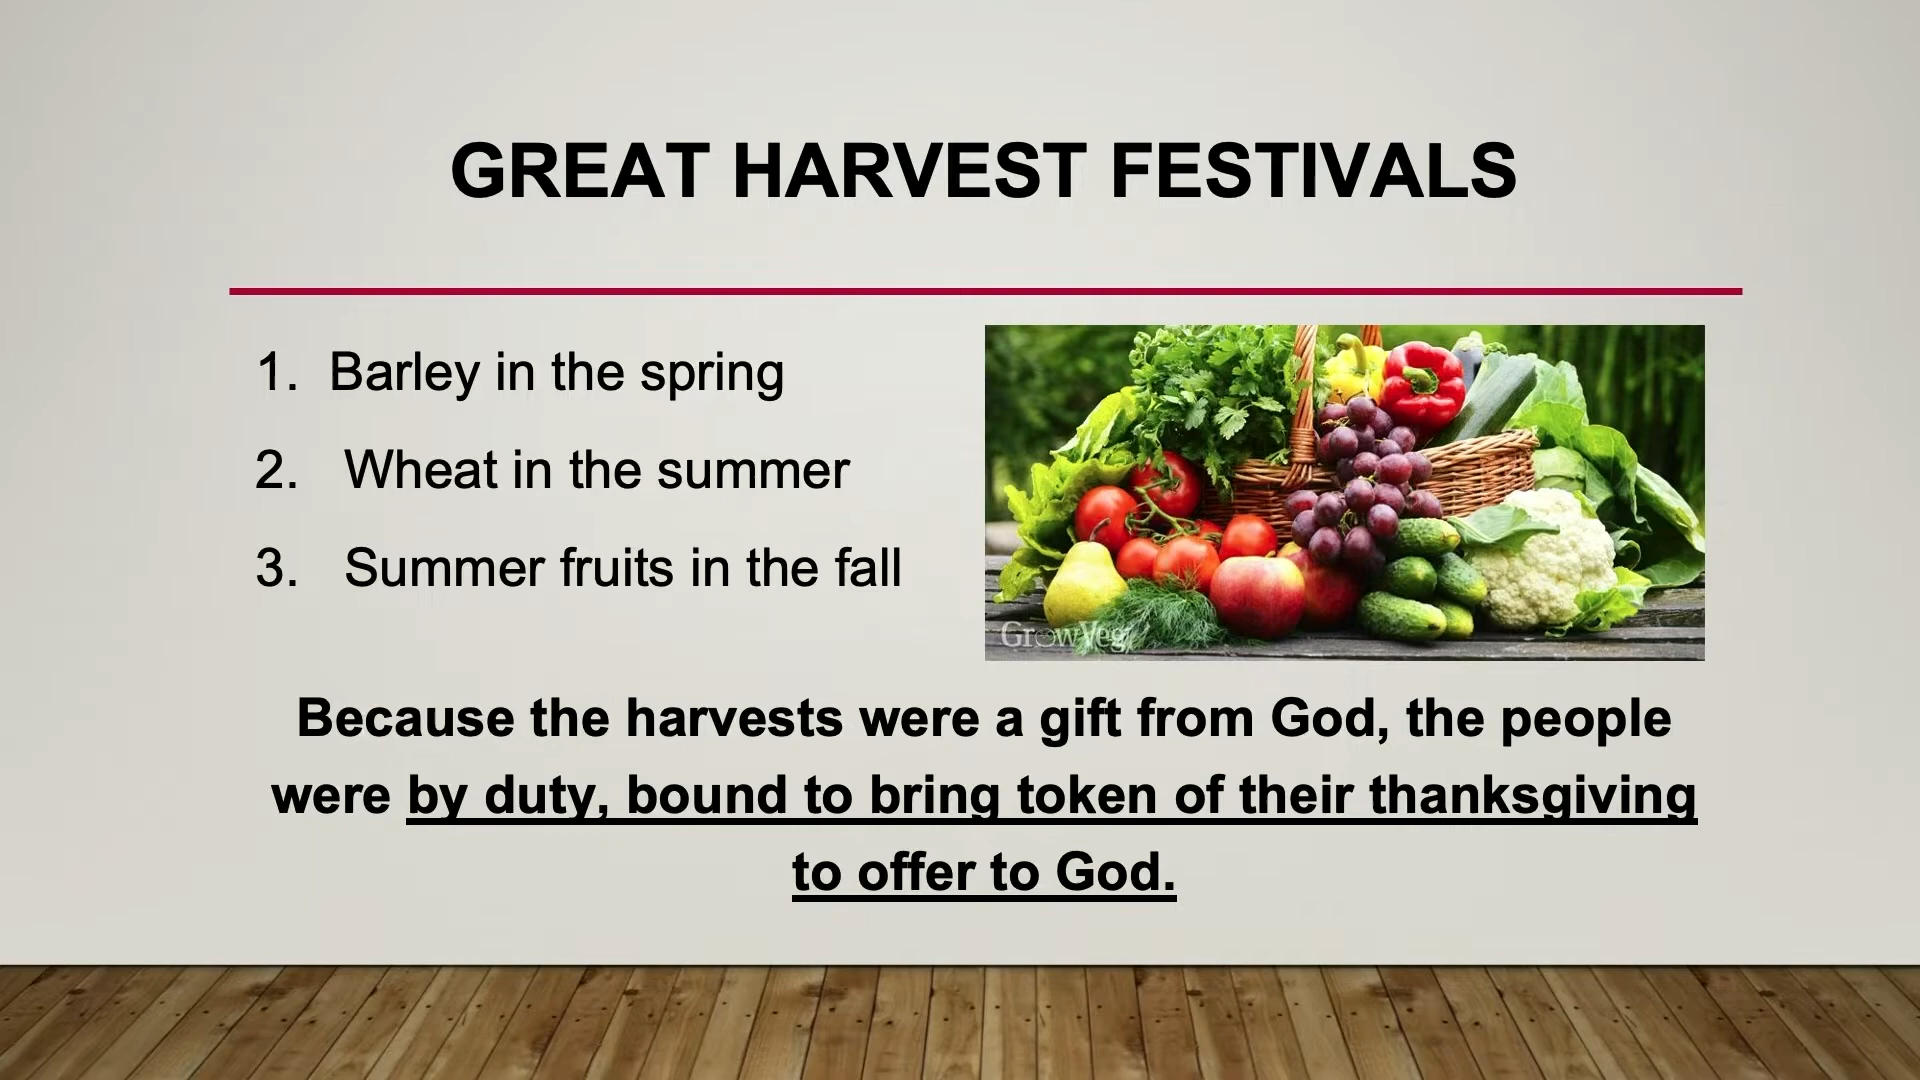 GREAT HARVEST FESTIVALS
1. Barley in the spring
2. Wheat in the summer
3. Summer fruits in the fall
GrowVeg
Because the harvests were a gift from God, the people
were by duty, bound to bring token of their thanksgiving
to offer to God.